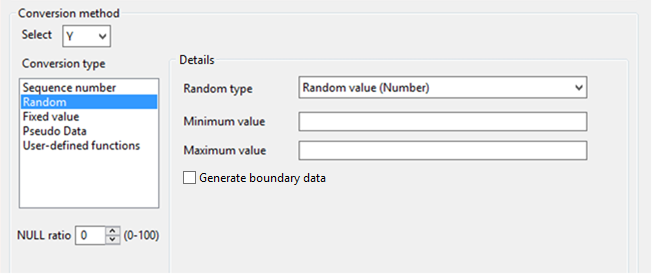 Conversion method
Select Y
Conversion type
Sequence number
Random
Fixed value
Pseudo Data
User-defined functions
NULL ratio 0 (0-100)
Details
Random type Random value (Number)
Minimum value
Maximum value
Generate boundary data